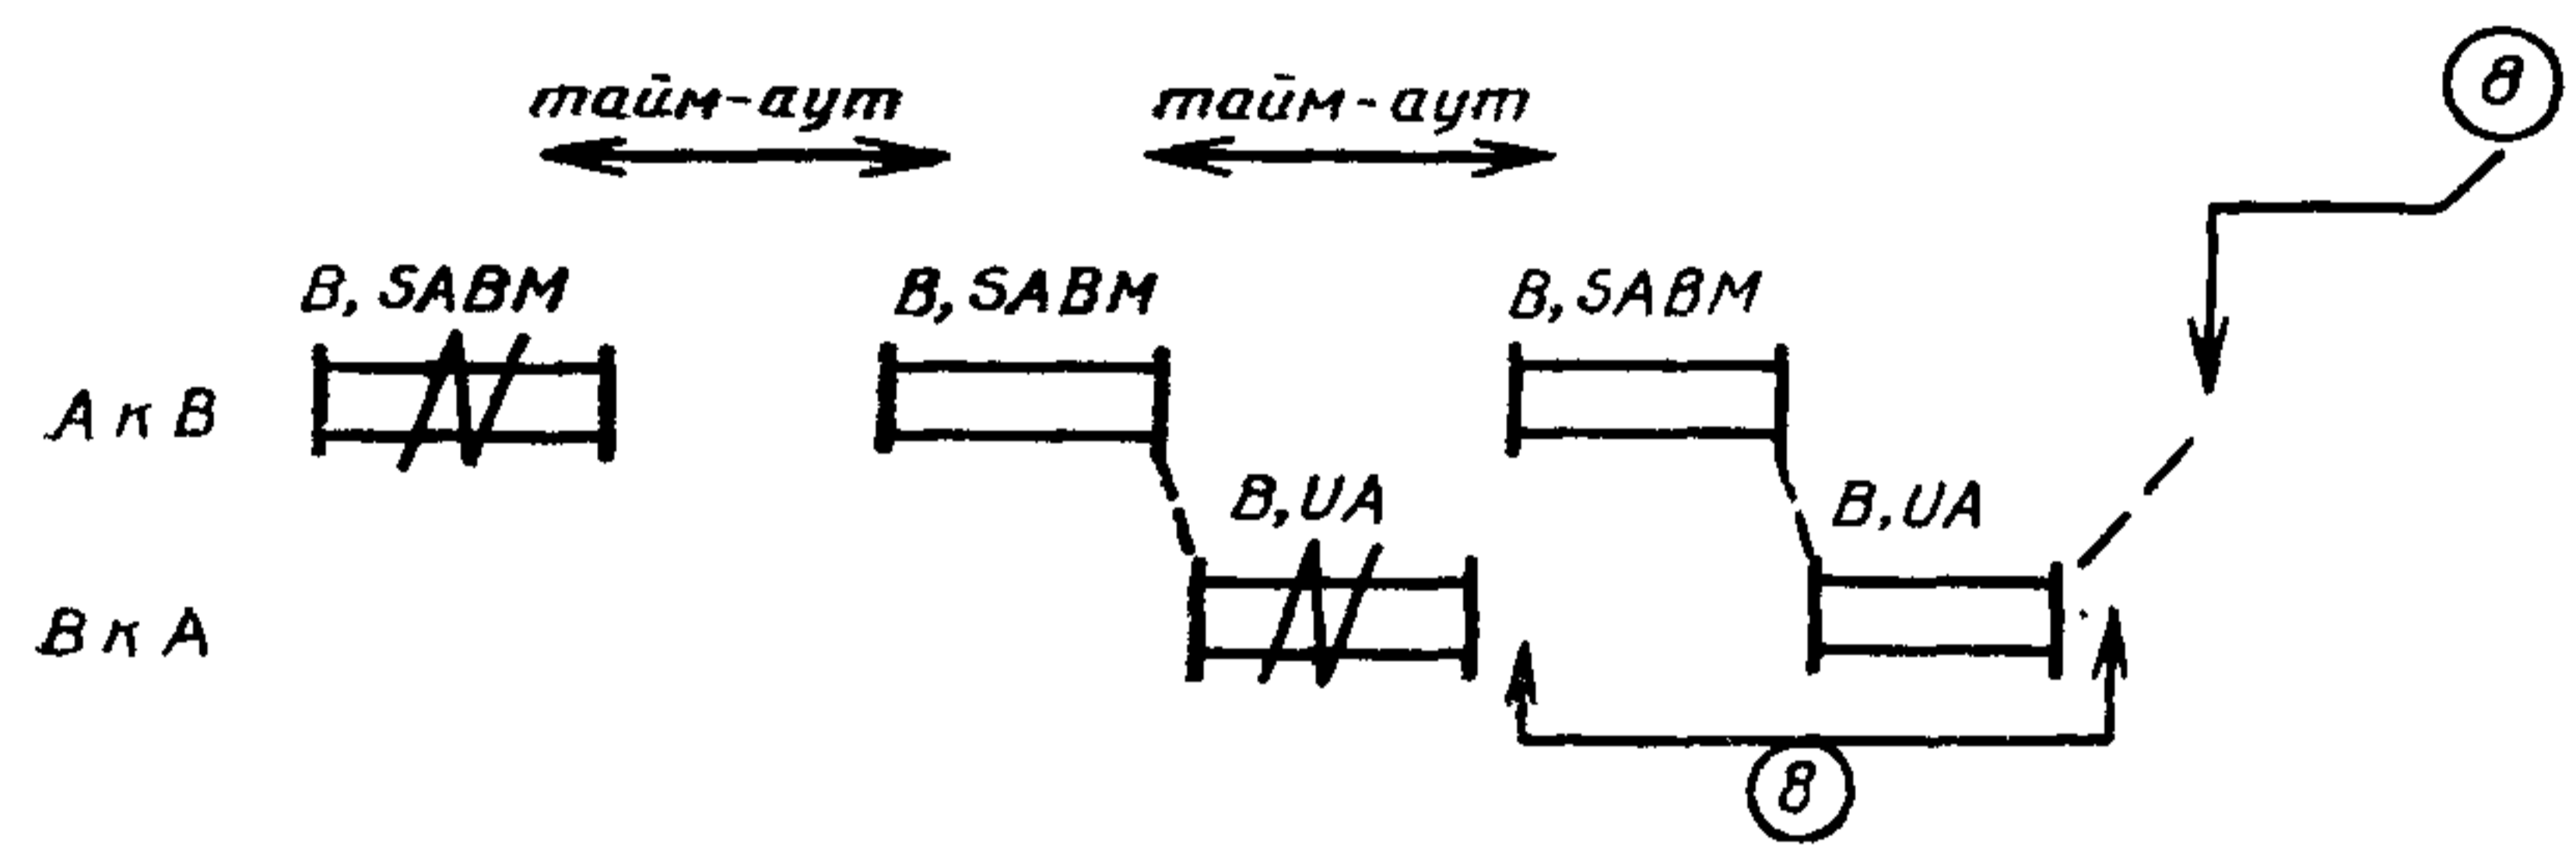 тайм-аут тайм-аут 8
B, SABM B, SABM B, SABM
А к В
B, UA B, UA
В к А
8